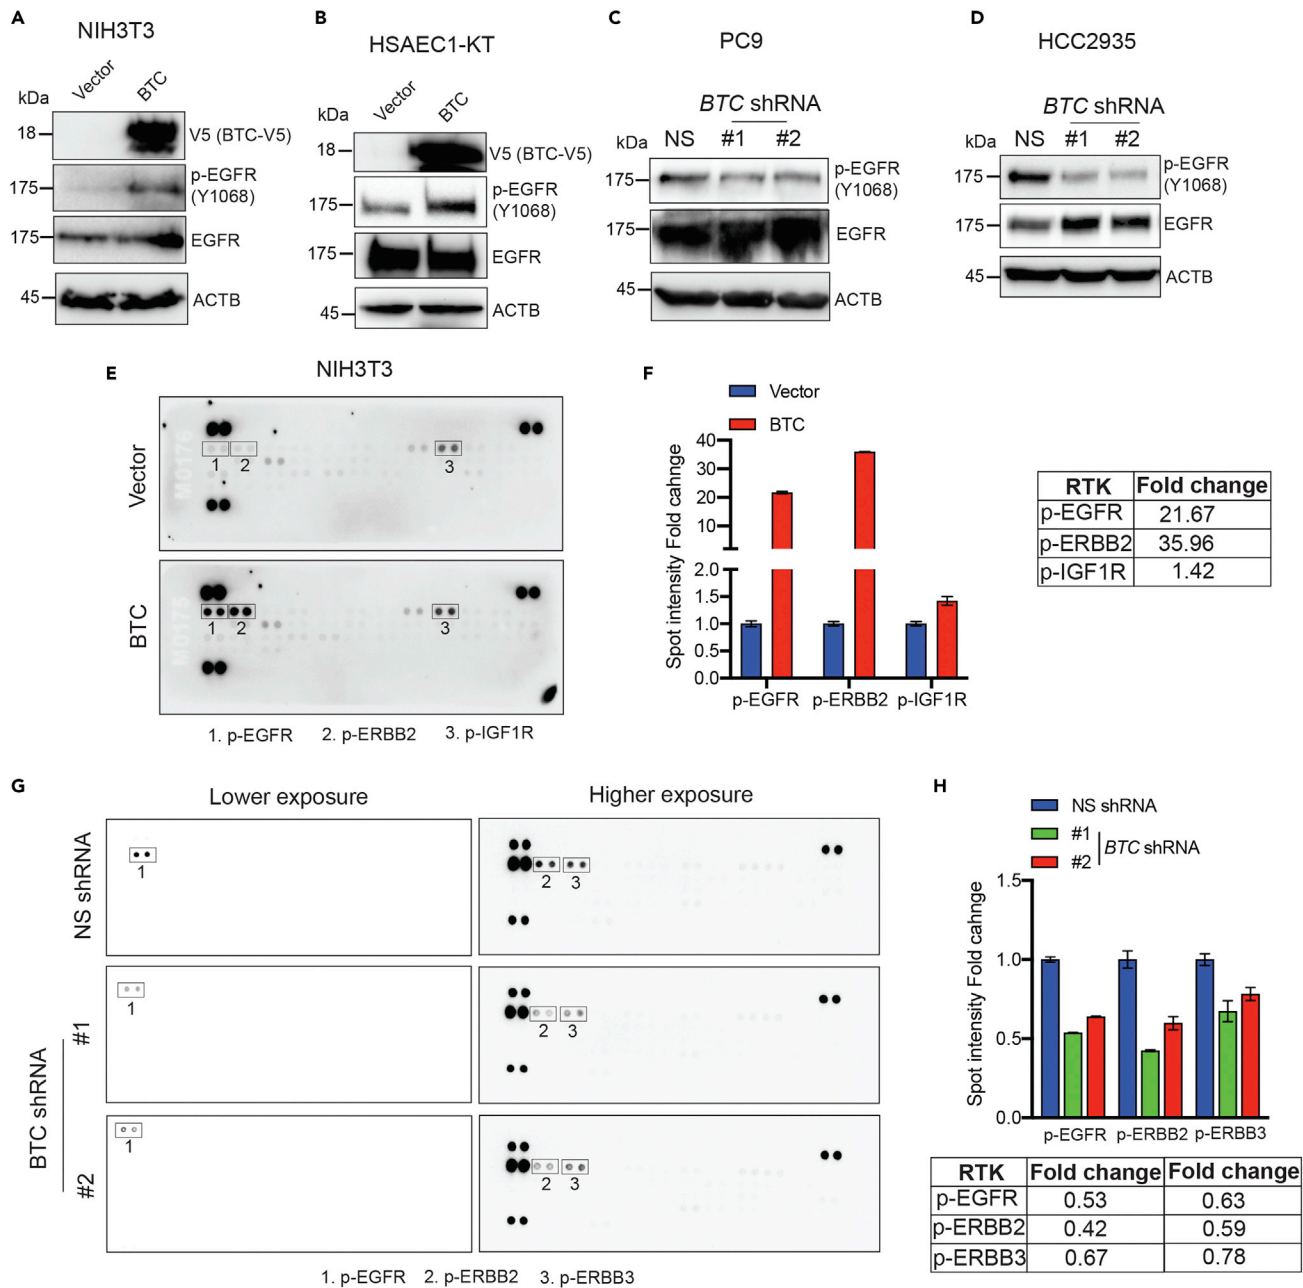 A
NIH3T3
Vector
BTC
kDa
18
V5 (BTC-V5)
175
p-EGFR
(Y1068)
175
EGFR
45
ACTB
B
HSAEC1-KT
Vector
BTC
kDa
18
V5 (BTC-V5)
175
p-EGFR
(Y1068)
175
EGFR
45
ACTB
C
PC9
BTC shRNA
kDa
NS #1 #2
175
p-EGFR
(Y1068)
175
EGFR
45
ACTB
D
HCC2935
BTC shRNA
kDa
NS #1 #2
175
p-EGFR
(Y1068)
175
EGFR
45
ACTB
E
NIH3T3
Vector
1 2 3
BTC
1 2 3
1. p-EGFR 2. p-ERBB2 3. p-IGF1R
F
Vector
BTC
Spot intensity Fold cahnge
40
30
20
10
2.0
1.5
1.0
0.5
0.0
p-EGFR p-ERBB2 p-IGF1R
RTK Fold change
p-EGFR 21.67
p-ERBB2 35.96
p-IGF1R 1.42
G
Lower exposure Higher exposure
NS shRNA
1
2 3
BTC shRNA
#1
1
2 3
#2
1
2 3
1. p-EGFR 2. p-ERBB2 3. p-ERBB3
H
NS shRNA
#1
#2
BTC shRNA
Spot intensity Fold cahnge
1.5
1.0
0.5
0.0
p-EGFR p-ERBB2 p-ERBB3
RTK Fold change Fold change
p-EGFR 0.53 0.63
p-ERBB2 0.42 0.59
p-ERBB3 0.67 0.78